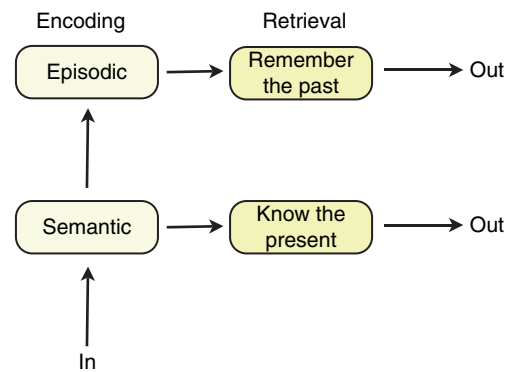 Encoding
Retrieval
Episodic
Remember
the past
Out
Semantic
Know the
present
Out
In